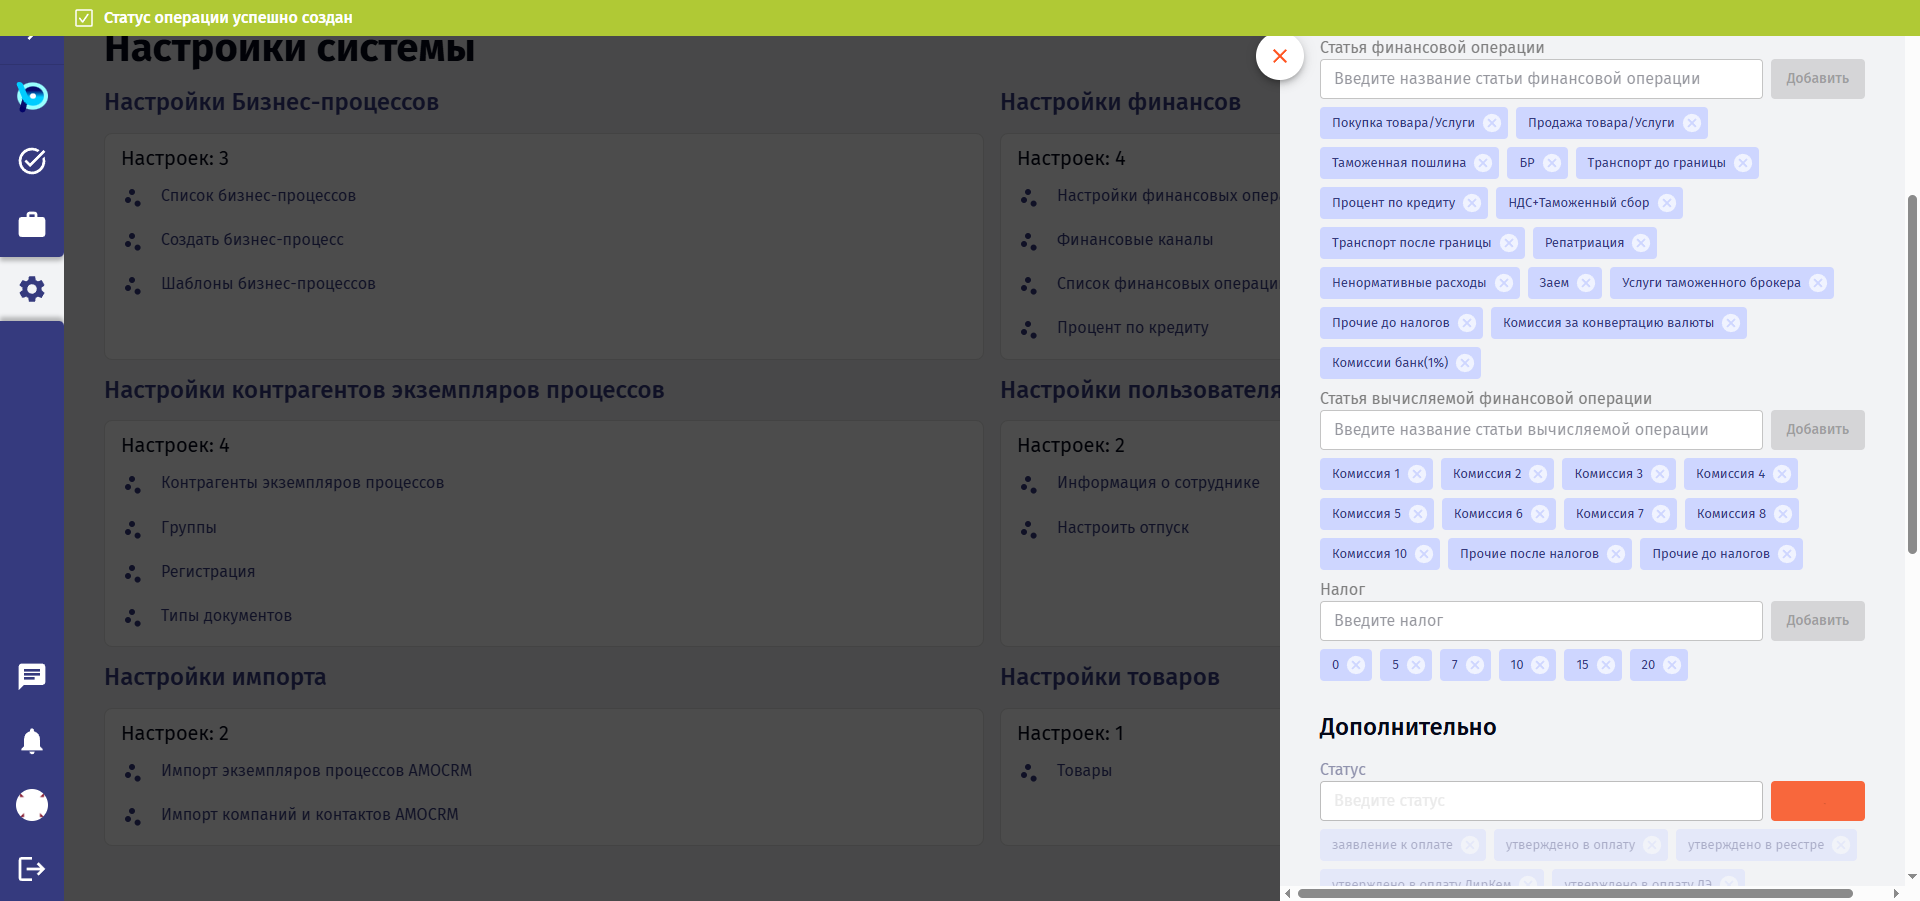 Статус операции успешно создан
Настройки системы
Настройки Бизнес-процессов
Настроек: 3
Список бизнес-процессов
Создать бизнес-процесс
Шаблоны бизнес-процессов
Настройки финансов
Настроек: 4
Настройки финансовых опер
Финансовые каналы
Список финансовых операци
Процент по кредиту
Настройки контрагентов экземпляров процессов
Настроек: 4
Контрагенты экземпляров процессов
Группы
Регистрация
Типы документов
Настройки пользователя
Настроек: 2
Информация о сотруднике
Настроить отпуск
Настройки импорта
Настроек: 2
Импорт экземпляров процессов AMOCRM
Импорт компаний и контактов AMOCRM
Настройки товаров
Настроек: 1
Товары
Статья финансовой операции
Введите название статьи финансовой операции Добавить
Покупка товара/Услуги Продажа товара/Услуги
Таможенная пошлина БР Транспорт до границы
Процент по кредиту НДС+Таможенный сбор
Транспорт после границы Репатриация
Ненормативные расходы Заем Услуги таможенного брокера
Прочие до налогов Комиссия за конвертацию валюты
Комиссии банк(1%)
Статья вычисляемой финансовой операции
Введите название статьи вычисляемой операции Добавить
Комиссия 1 Комиссия 2 Комиссия 3 Комиссия 4
Комиссия 5 Комиссия 6 Комиссия 7 Комиссия 8
Комиссия 10 Прочие после налогов Прочие до налогов
Налог
Введите налог Добавить
0 5 7 10 15 20
Дополнительно
Статус
Введите статус
заявление к оплате утверждено в оплату утверждено в реестре
утверждено в оплату ДирКем утверждено в оплату ЛЭ